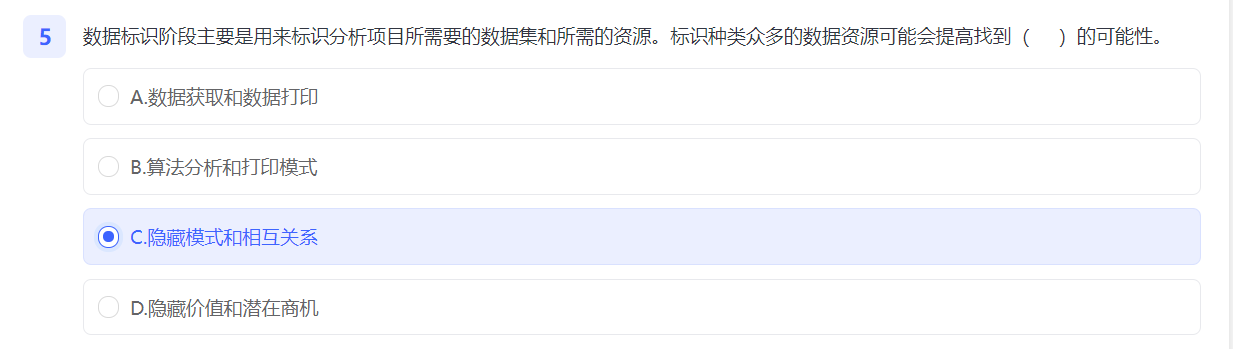 5 数据标识阶段主要是用来标识分析项目所需要的数据集和所需的资源。标识种类众多的数据资源可能会提高找到（　）的可能性。
A.数据获取和数据打印
B.算法分析和打印模式
C.隐藏模式和相互关系
D.隐藏价值和潜在商机